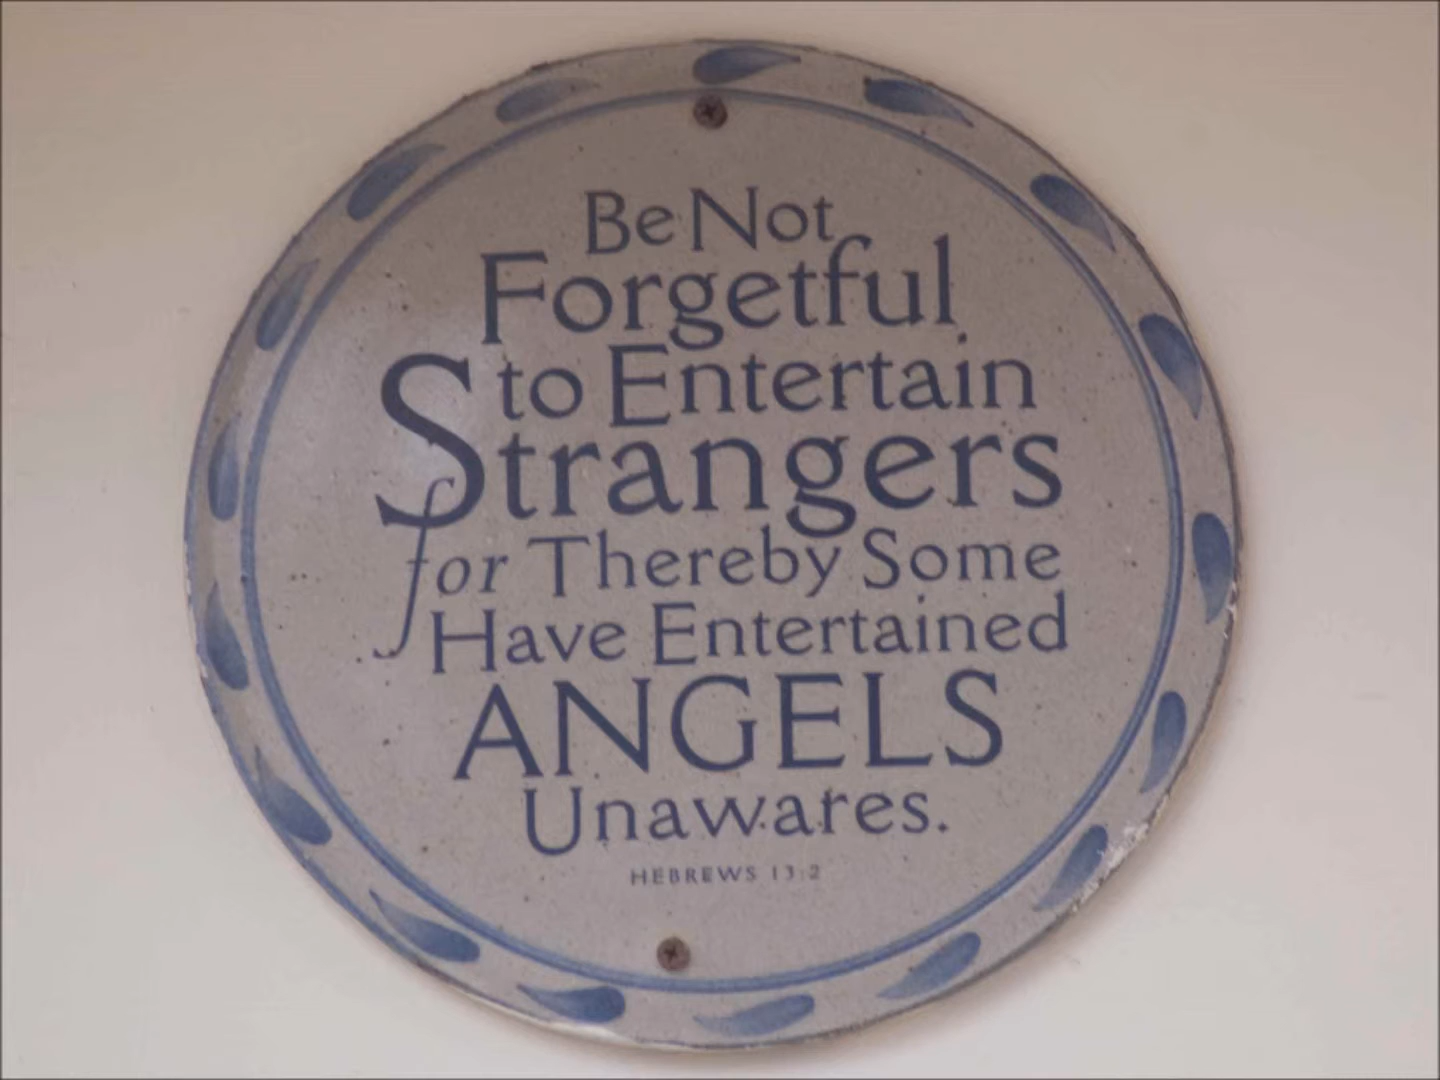 Be Not
Forgetful
to Entertain
Strangers
for Thereby Some
Have Entertained
ANGELS
Unawares.
HEBREWS 13:2